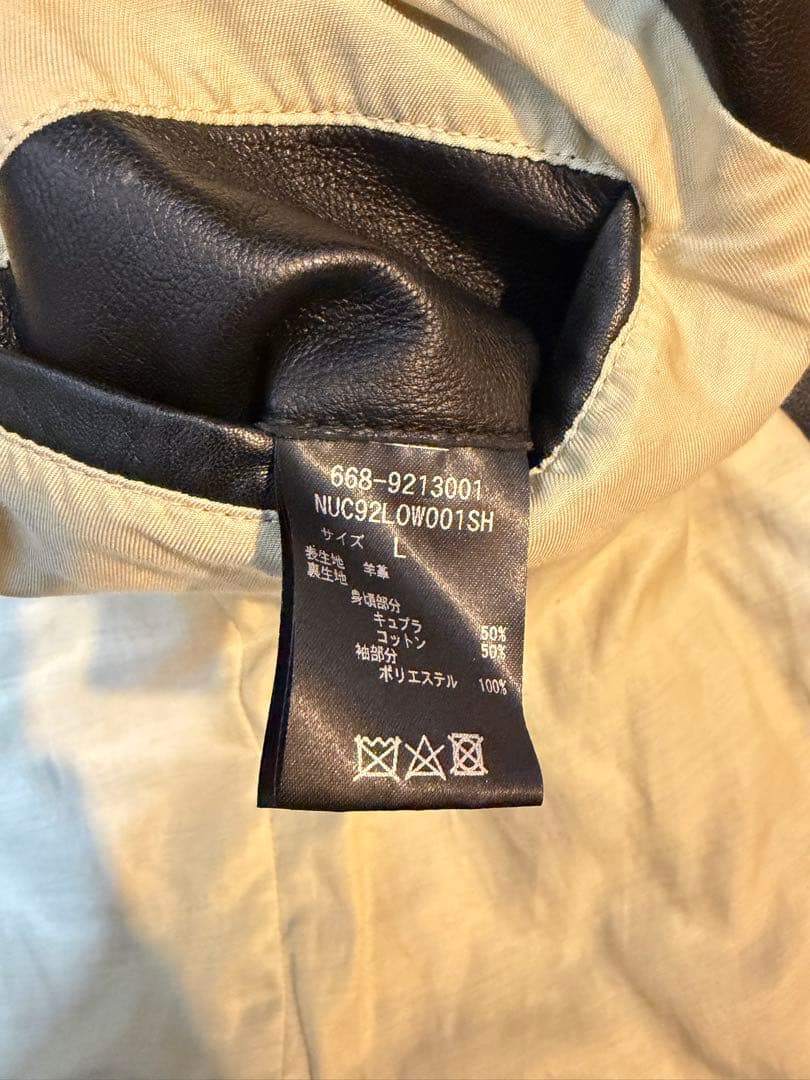 668-9213001
NUC92LOW001SH
サイズ L
表生地 羊革
裏生地
身頃部分
キュプラ 50%
コットン 50%
袖部分
ポリエステル 100%